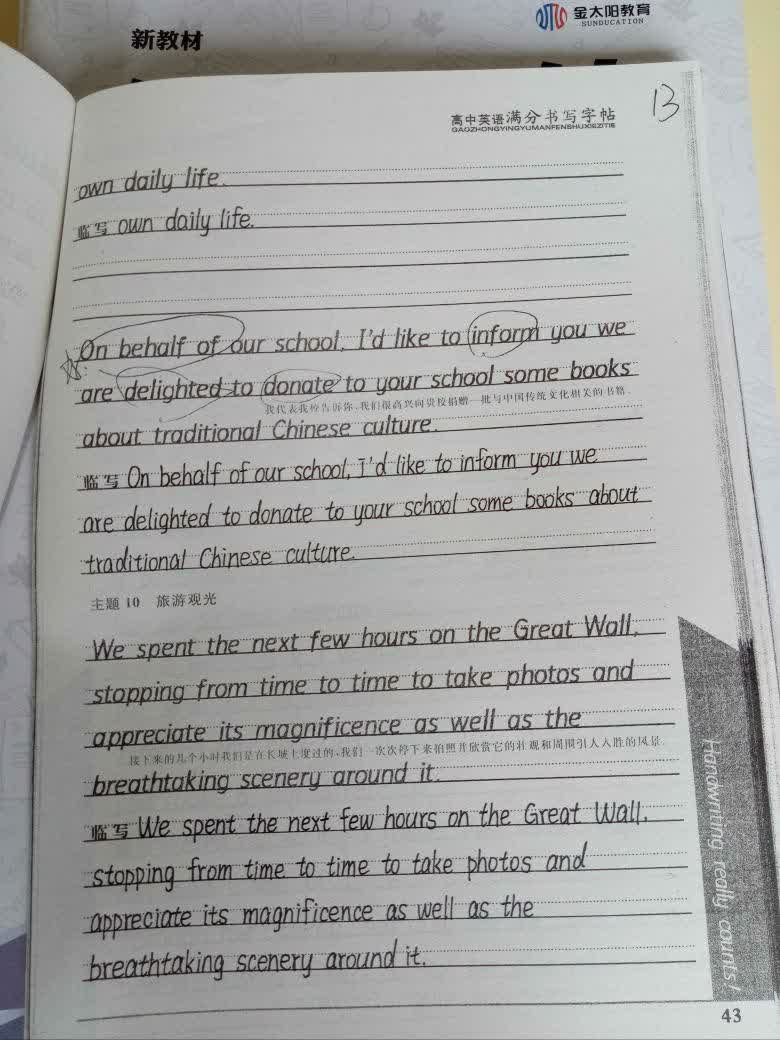 金太阳教育
SUNDUCATION
新教材
13
高中英语满分书写字帖
GAOZHONGYINGYUMANFENSHUXIEZITIE
own daily life.
临写 own daily life.
On behalf of our school, I'd like to inform you we
are delighted to donate to your school some books
我代表我校告诉你,我们很高兴向贵校捐赠一批与中国传统文化相关的书籍.
about traditional Chinese culture.
临写 On behalf of our school, I'd like to inform you we
are delighted to donate to your school some books about
traditional Chinese culture.
主题 10 旅游观光
We spent the next few hours on the Great Wall,
stopping from time to time to take photos and
appreciate its magnificence as well as the
接下来的几个小时我们是在长城上度过的,我们一次次停下来拍照并欣赏它的壮观和周围引人入胜的风景.
breathtaking scenery around it.
临写 We spent the next few hours on the Great Wall,
stopping from time to time to take photos and
appreciate its magnificence as well as the
breathtaking scenery around it.
Handwriting really counts!
43